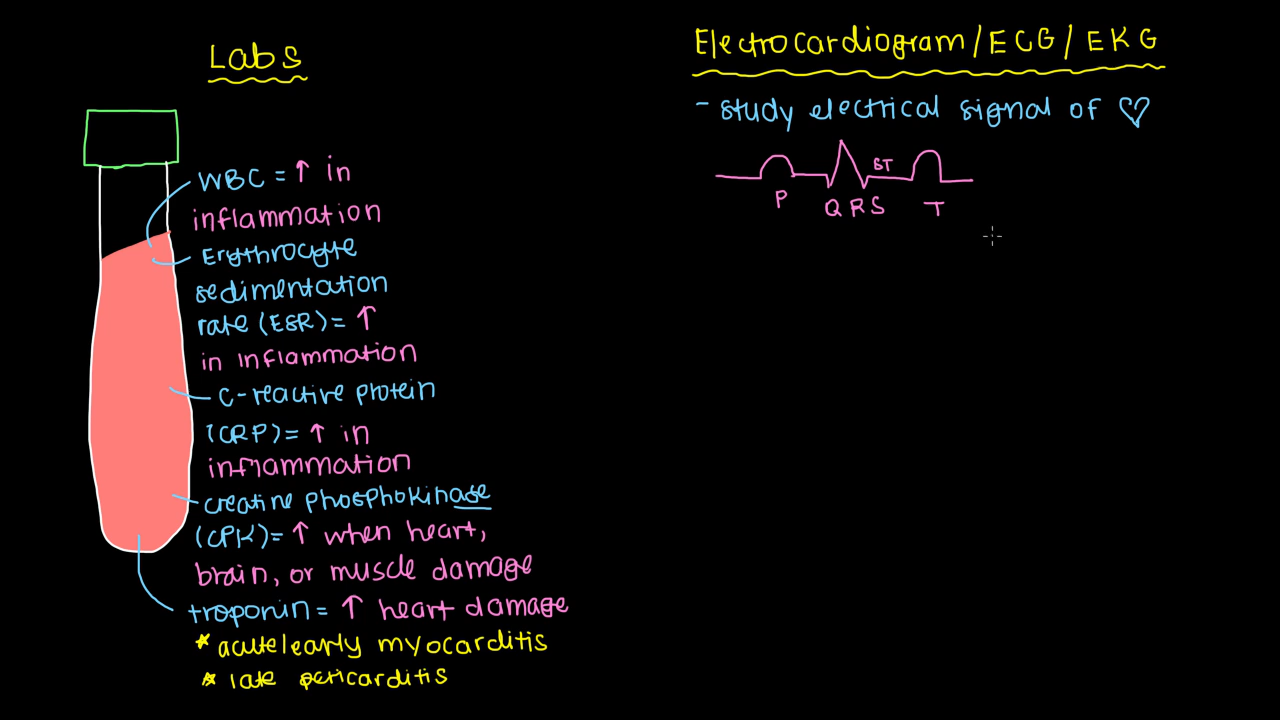 Labs
WBC = ↑ in
inflammation
Erythrocyte
sedimentation
rate (ESR) = ↑
in inflammation
C-reactive protein
(CRP) = ↑ in
inflammation
creatine phosphokinase
(CPK) = ↑ when heart,
brain, or muscle damage
troponin = ↑ heart damage
* acute/early myocarditis
* late pericarditis
Electrocardiogram/ECG/EKG
- study electrical signal of ♡
ST
P QRS T